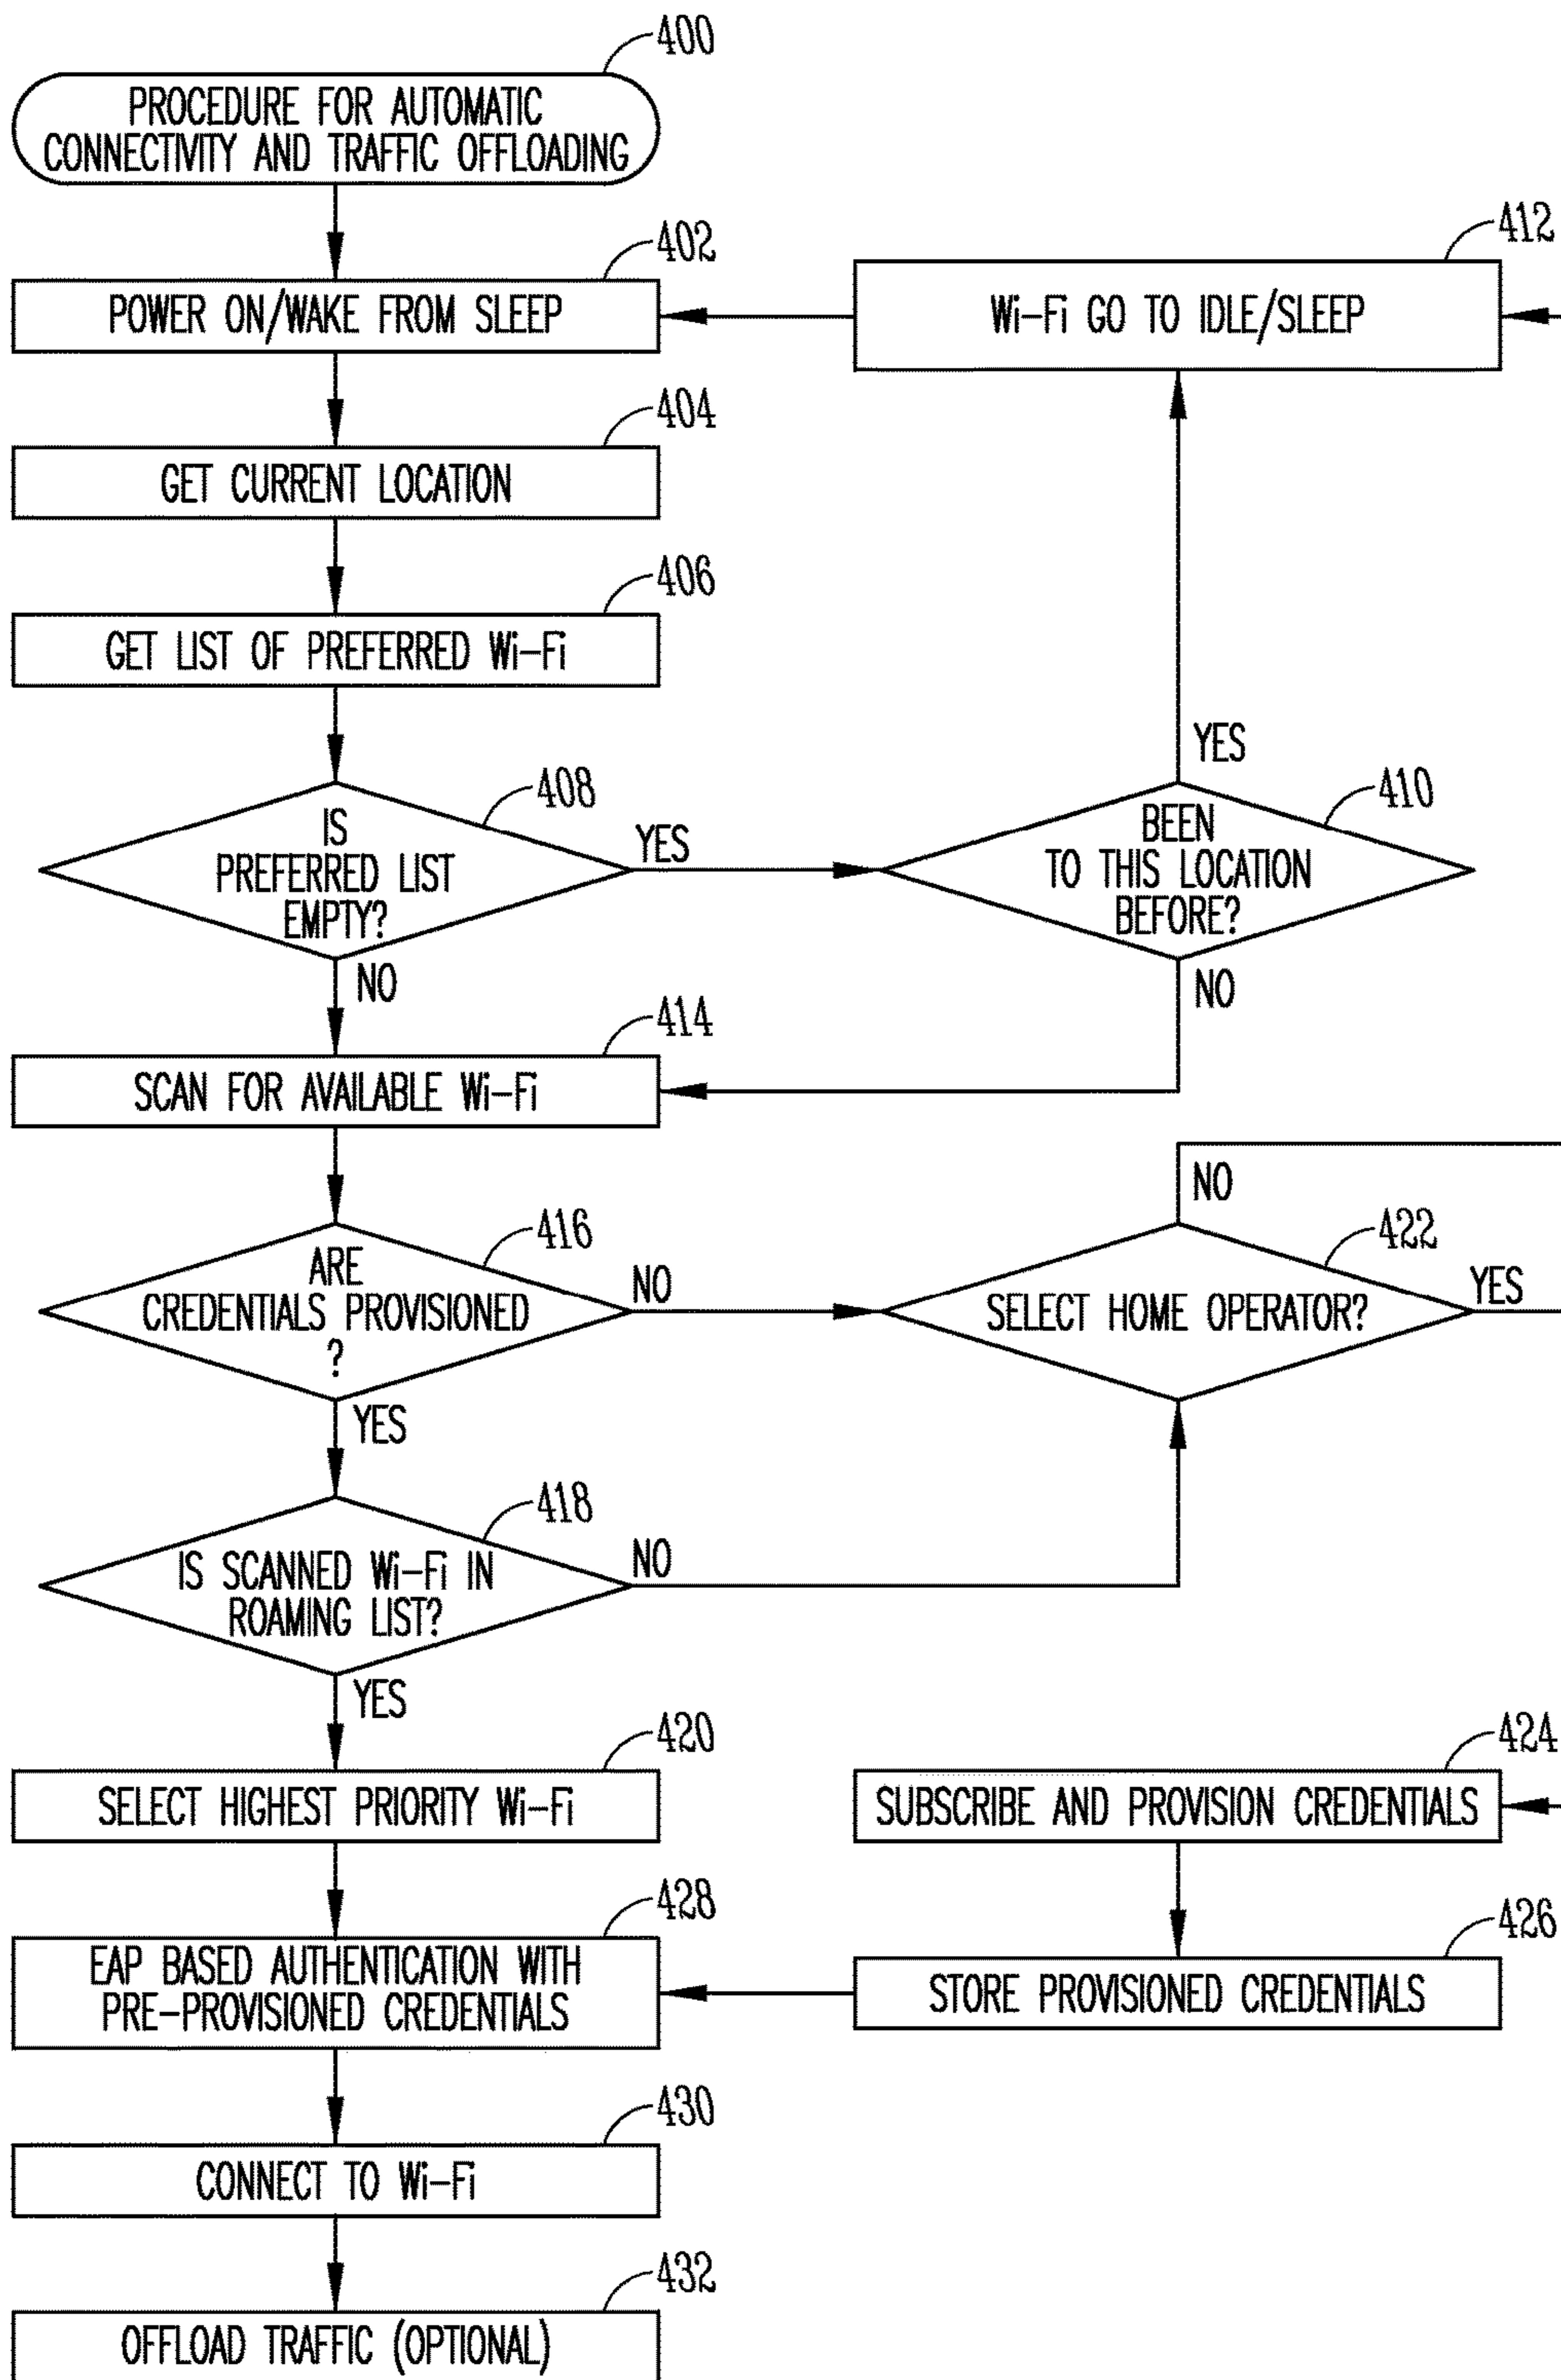 400
PROCEDURE FOR AUTOMATIC
CONNECTIVITY AND TRAFFIC OFFLOADING
402
POWER ON/WAKE FROM SLEEP
412
Wi-Fi GO TO IDLE/SLEEP
404
GET CURRENT LOCATION
406
GET LIST OF PREFERRED Wi-Fi
408
IS
PREFERRED LIST
EMPTY?
YES
NO
410
BEEN
TO THIS LOCATION
BEFORE?
YES
NO
414
SCAN FOR AVAILABLE Wi-Fi
416
ARE
CREDENTIALS PROVISIONED
?
NO
YES
422
SELECT HOME OPERATOR?
NO
YES
418
IS SCANNED Wi-Fi IN
ROAMING LIST?
NO
YES
420
SELECT HIGHEST PRIORITY Wi-Fi
424
SUBSCRIBE AND PROVISION CREDENTIALS
428
EAP BASED AUTHENTICATION WITH
PRE-PROVISIONED CREDENTIALS
426
STORE PROVISIONED CREDENTIALS
430
CONNECT TO Wi-Fi
432
OFFLOAD TRAFFIC (OPTIONAL)